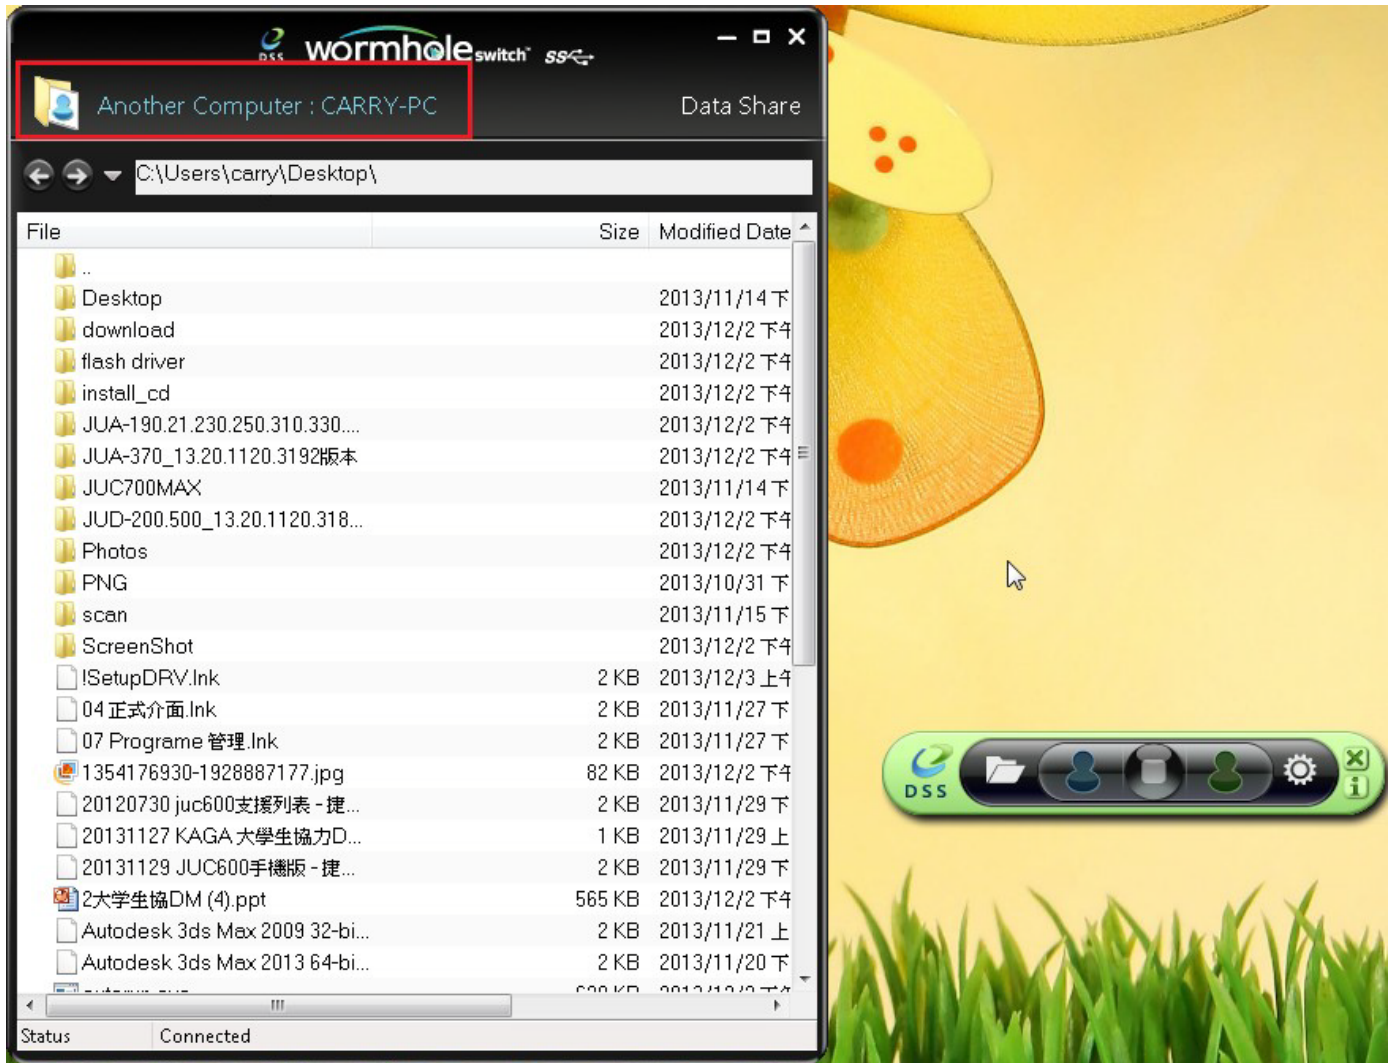 DSS wormhole switch™ SS
Another Computer : CARRY-PC
Data Share
C:\Users\carry\Desktop\
File Size Modified Date
..
Desktop 2013/11/14 下
download 2013/12/2 下午
flash driver 2013/12/2 下午
install_cd 2013/12/2 下午
JUA-190.21.230.250.310.330.... 2013/12/2 下午
JUA-370_13.20.1120.3192版本 2013/12/2 下午
JUC700MAX 2013/11/14 下
JUD-200.500_13.20.1120.318... 2013/12/2 下午
Photos 2013/12/2 下午
PNG 2013/10/31 下
scan 2013/11/15 下
ScreenShot 2013/12/2 下午
!SetupDRV.lnk 2 KB 2013/12/3 上午
04 正式介面.lnk 2 KB 2013/11/27 下
07 Programe 管理.lnk 2 KB 2013/11/27 下
1354176930-1928887177.jpg 82 KB 2013/12/2 下午
20120730 juc600支援列表 - 捷... 2 KB 2013/11/29 下
20131127 KAGA 大學生協力D... 1 KB 2013/11/29 上
20131129 JUC600手機版 - 捷... 2 KB 2013/11/29 下
2大学生協DM (4).ppt 565 KB 2013/12/2 下午
Autodesk 3ds Max 2009 32-bi... 2 KB 2013/11/21 上
Autodesk 3ds Max 2013 64-bi... 2 KB 2013/11/20 下
Status Connected
DSS